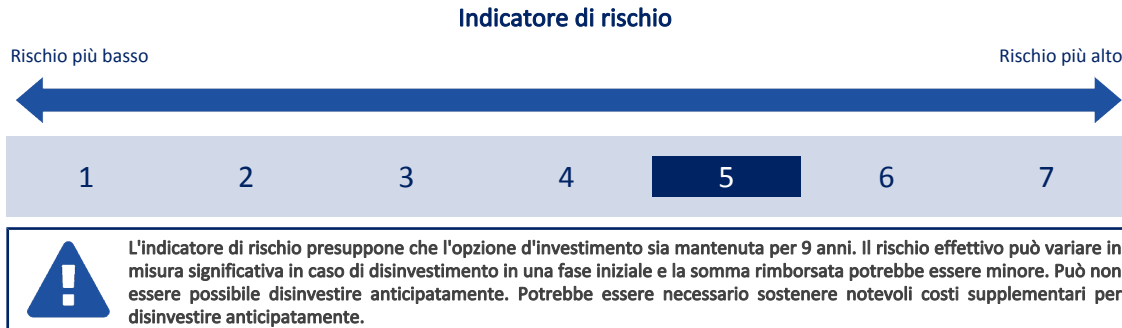 Indicatore di rischio
Rischio più basso
Rischio più alto
1 2 3 4 5 6 7
L'indicatore di rischio presuppone che l'opzione d'investimento sia mantenuta per 9 anni. Il rischio effettivo può variare in
misura significativa in caso di disinvestimento in una fase iniziale e la somma rimborsata potrebbe essere minore. Può non
essere possibile disinvestire anticipatamente. Potrebbe essere necessario sostenere notevoli costi supplementari per
disinvestire anticipatamente.